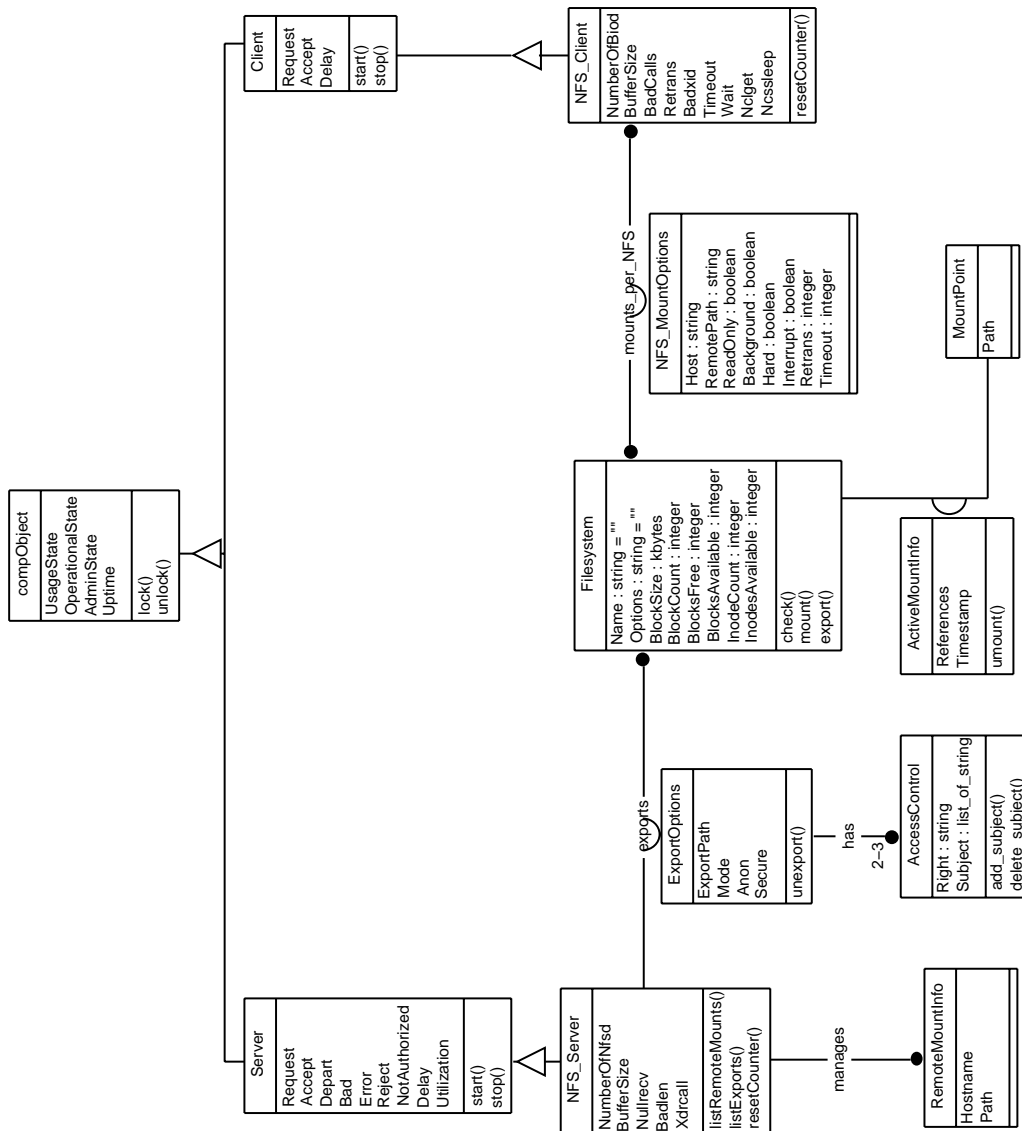 compObject
UsageState
OperationalState
AdminState
Uptime
lock()
unlock()
Server
Request
Accept
Depart
Bad
Error
Reject
NotAuthorized
Delay
Utilization
start()
stop()
Client
Request
Accept
Delay
start()
stop()
NFS_Server
NumberOfNfsd
BufferSize
Nullrecv
Badlen
Xdrcall
listRemoteMounts()
listExports()
resetCounter()
exports
Filesystem
Name : string = ""
Options : string = ""
BlockSize : kbytes
BlockCount : integer
BlocksFree : integer
BlocksAvailable : integer
InodeCount : integer
InodesAvailable : integer
check()
mount()
export()
mounts_per_NFS
NFS_Client
NumberOfBiod
BufferSize
BadCalls
Retrans
Badxid
Timeout
Wait
Nclget
Ncssleep
resetCounter()
ExportOptions
ExportPath
Mode
Anon
Secure
unexport()
NFS_MountOptions
Host : string
RemotePath : string
ReadOnly : boolean
Background : boolean
Hard : boolean
Interrupt : boolean
Retrans : integer
Timeout : integer
manages
has
2–3
RemoteMountInfo
Hostname
Path
AccessControl
Right : string
Subject : list_of_string
add_subject()
delete_subject()
ActiveMountInfo
References
Timestamp
umount()
MountPoint
Path